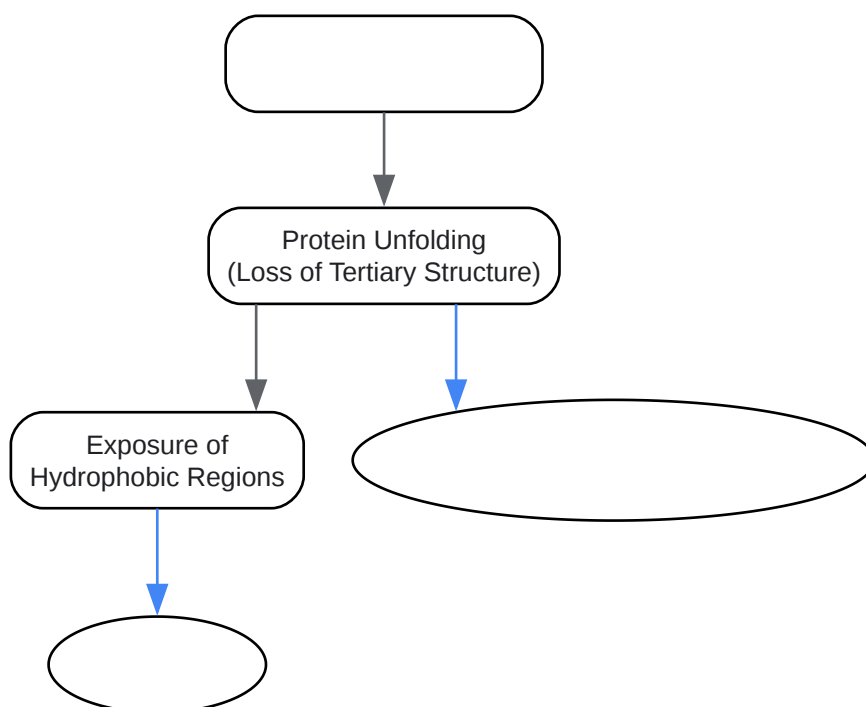 Protein Unfolding
(Loss of Tertiary Structure)
Exposure of
Hydrophobic Regions